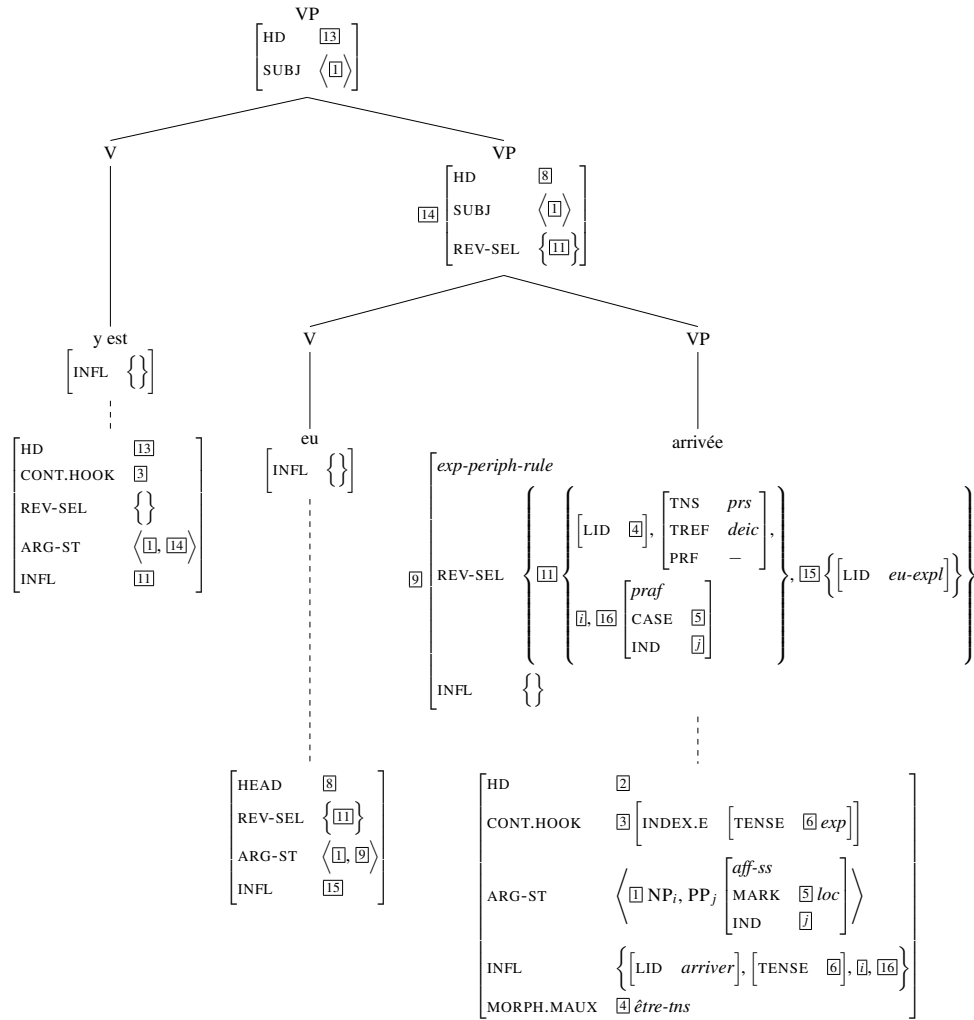 VP
HD 13
SUBJ ⟨1⟩
V VP
14 HD 8
SUBJ ⟨1⟩
REV-SEL {11}
y est
INFL {}
V VP
HD 13
CONT.HOOK 3
REV-SEL {}
ARG-ST ⟨1, 14⟩
INFL 11
eu
INFL {}
arrivée
9 exp-periph-rule
REV-SEL { 11 { [LID 4], [TNS prs
TREF deic
PRF −],
i, 16 [praf
CASE 5
IND j] }, 15 {[LID eu-expl]} }
INFL {}
HEAD 8
REV-SEL {11}
ARG-ST ⟨1, 9⟩
INFL 15
HD 2
CONT.HOOK 3 [INDEX.E [TENSE 6 exp]]
ARG-ST ⟨1 NPi, PPj [aff-ss
MARK 5 loc
IND j]⟩
INFL {[LID arriver], [TENSE 6], i, 16}
MORPH.MAUX 4 être-tns